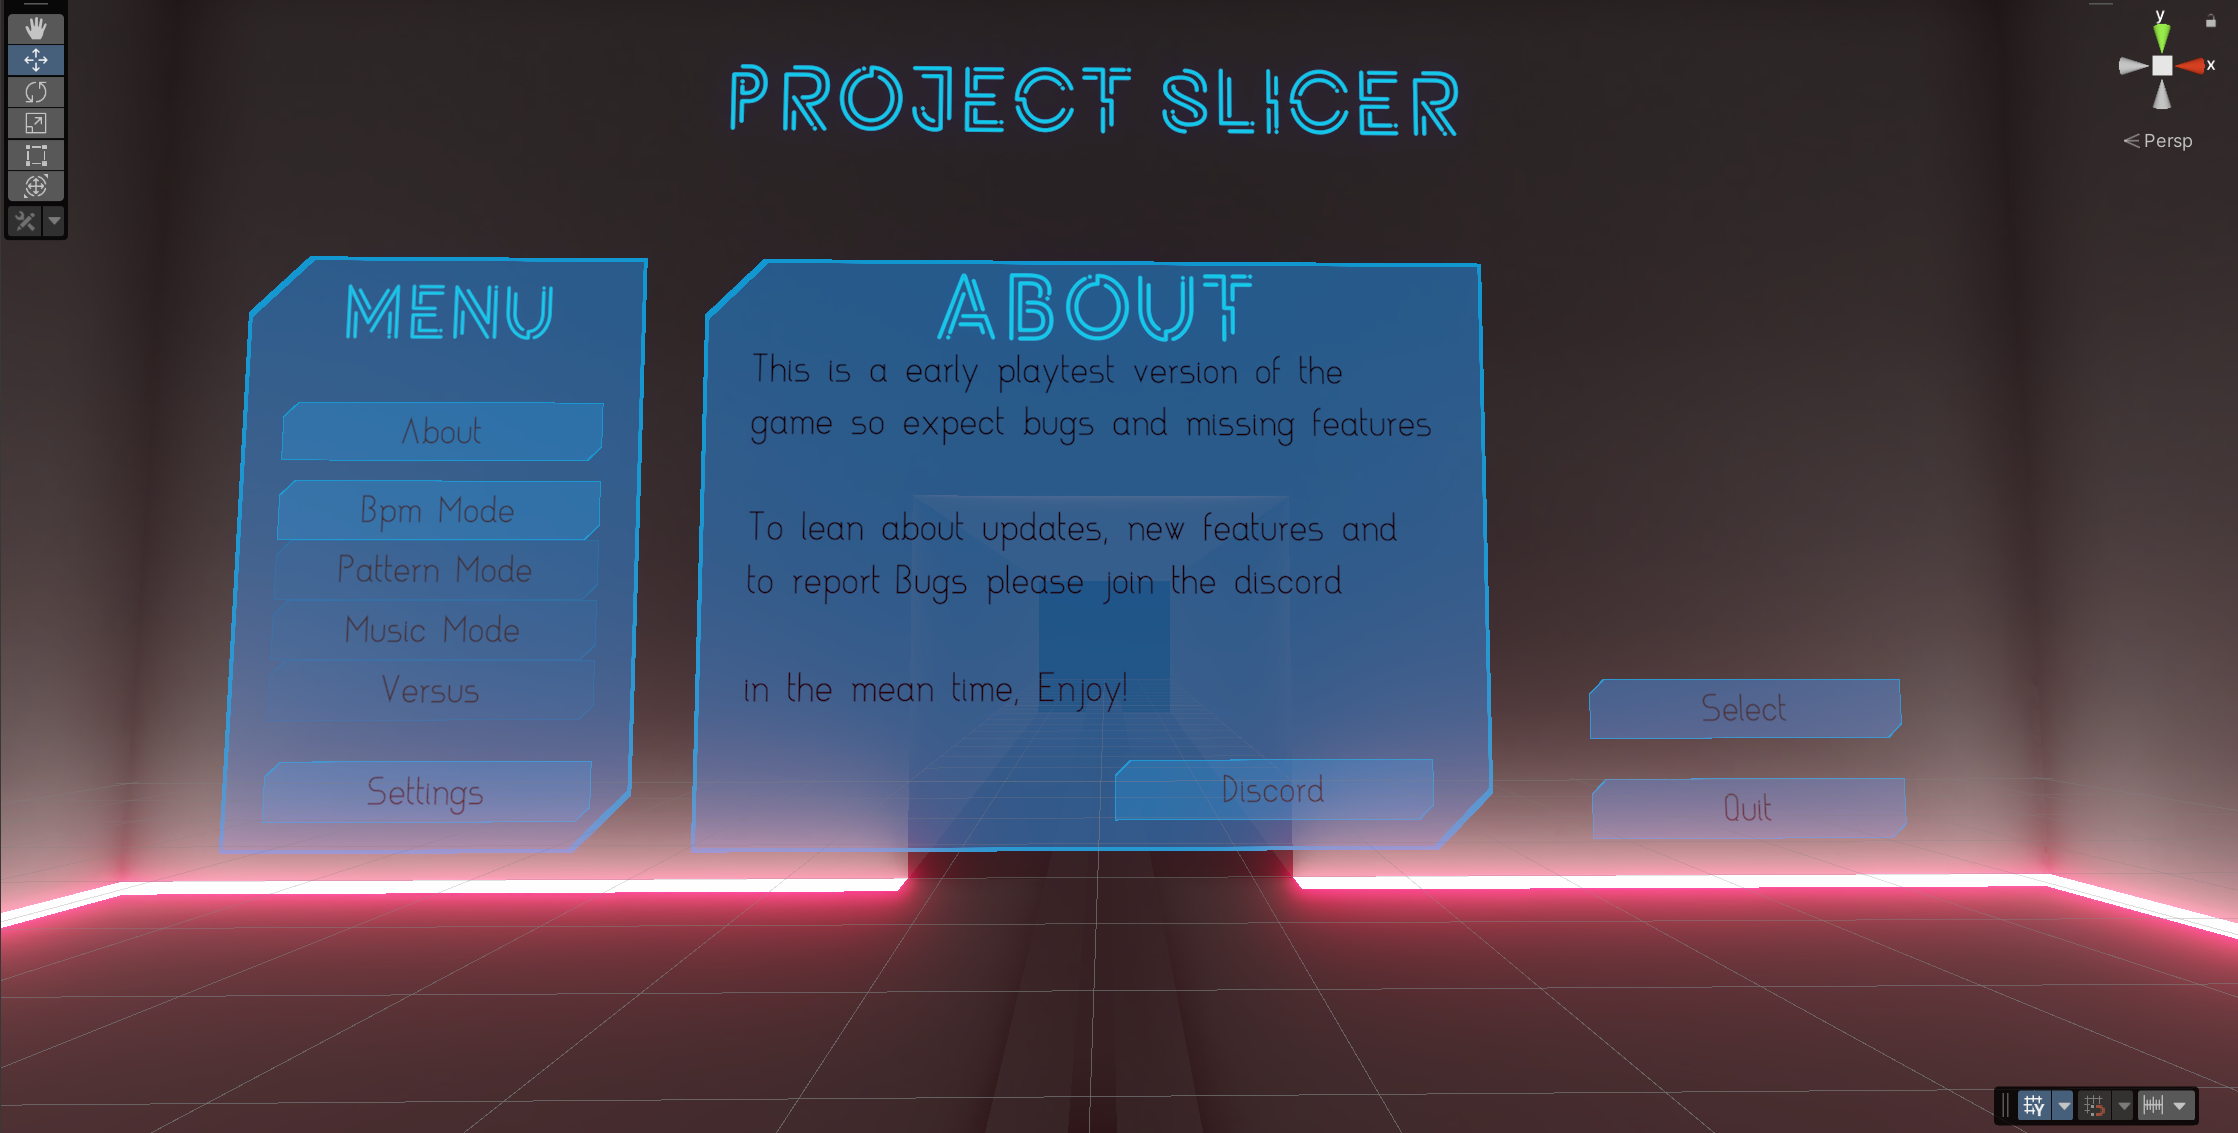 PROJECT SLICER
y
x
Persp
MENU
About
Bpm Mode
Pattern Mode
Music Mode
Versus
Settings
ABOUT
This is a early playtest version of the
game so expect bugs and missing features
To lean about updates, new features and
to report Bugs please join the discord
in the mean time, Enjoy!
Discord
Select
Quit